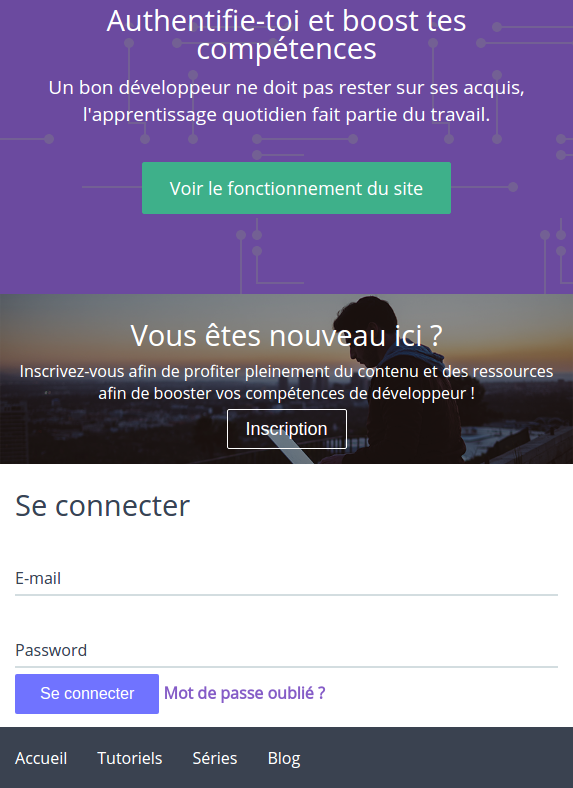 Authentifie-toi et boost tes
compétences
Un bon développeur ne doit pas rester sur ses acquis,
l'apprentissage quotidien fait partie du travail.
Voir le fonctionnement du site
Vous êtes nouveau ici ?
Inscrivez-vous afin de profiter pleinement du contenu et des ressources
afin de booster vos compétences de développeur !
Inscription
Se connecter
E-mail
Password
Se connecter Mot de passe oublié ?
Accueil Tutoriels Séries Blog